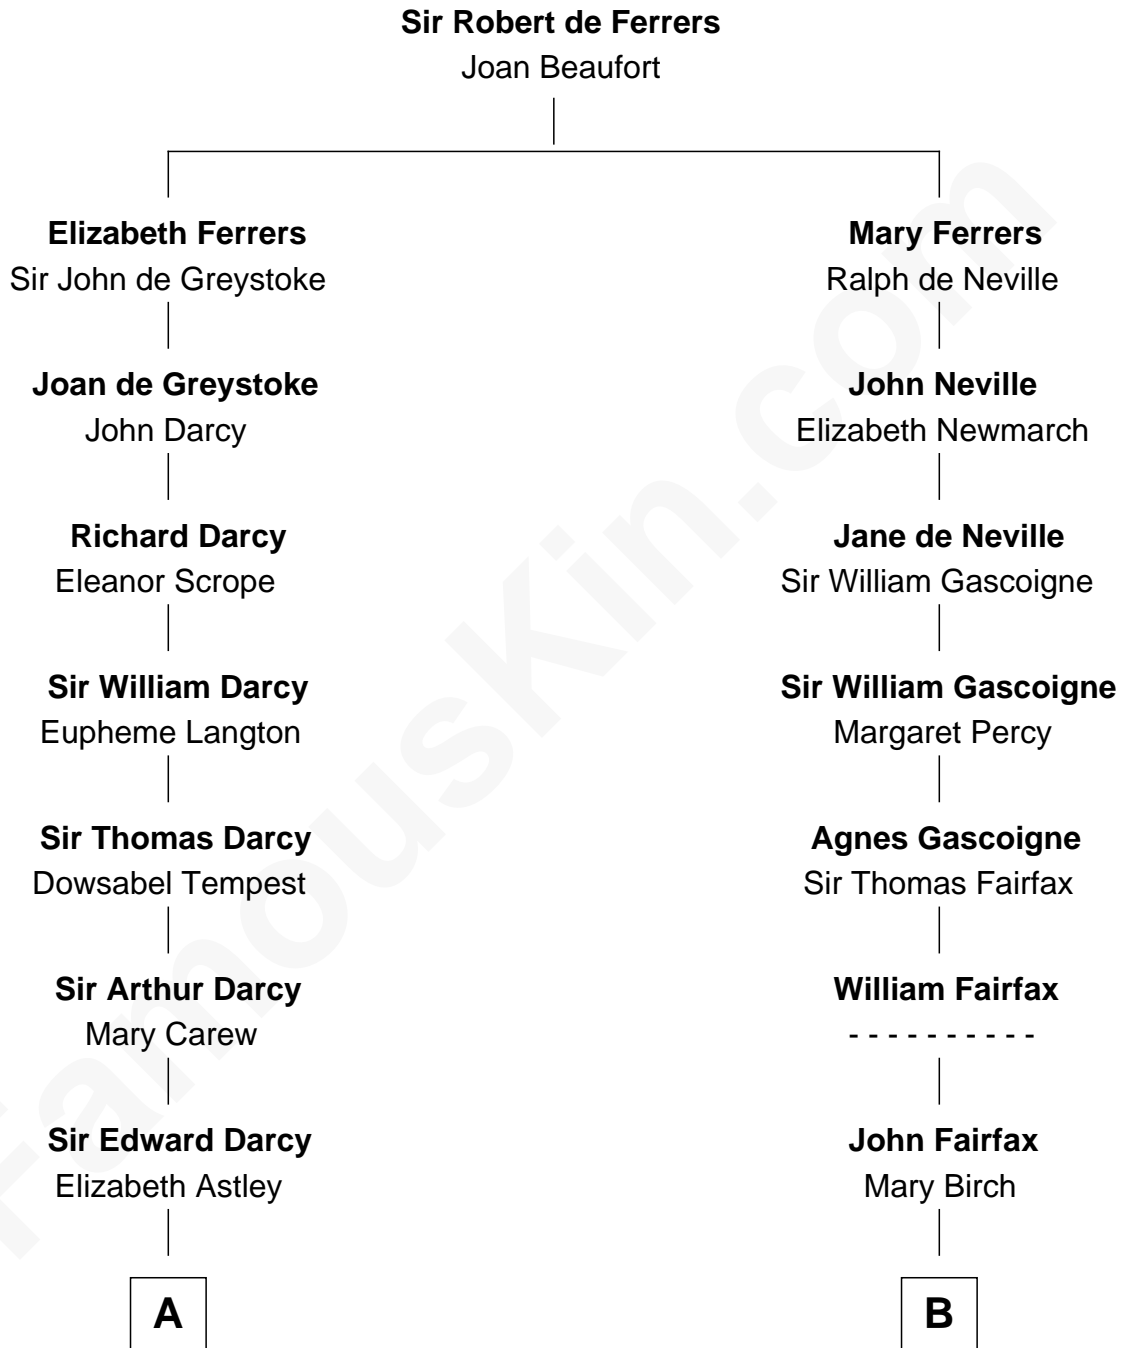 Sir Robert de Ferrers
Joan Beaufort
Elizabeth Ferrers
Sir John de Greystoke
Mary Ferrers
Ralph de Neville
Joan de Greystoke
John Darcy
John Neville
Elizabeth Newmarch
Richard Darcy
Eleanor Scrope
Jane de Neville
Sir William Gascoigne
Sir William Darcy
Eupheme Langton
Sir William Gascoigne
Margaret Percy
Sir Thomas Darcy
Dowsabel Tempest
Agnes Gascoigne
Sir Thomas Fairfax
Sir Arthur Darcy
Mary Carew
William Fairfax
- - - - - - - - - -
Sir Edward Darcy
Elizabeth Astley
John Fairfax
Mary Birch
A
B
FamousKin.com